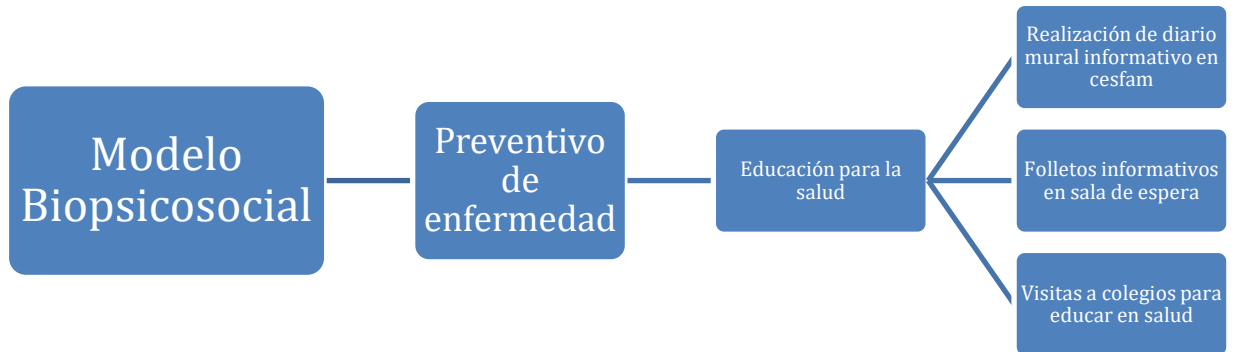 Modelo
Biopsicosocial
Preventivo
de
enfermedad
Educación para la
salud
Realización de diario
mural informativo en
cesfam
Folletos informativos
en sala de espera
Visitas a colegios para
educar en salud